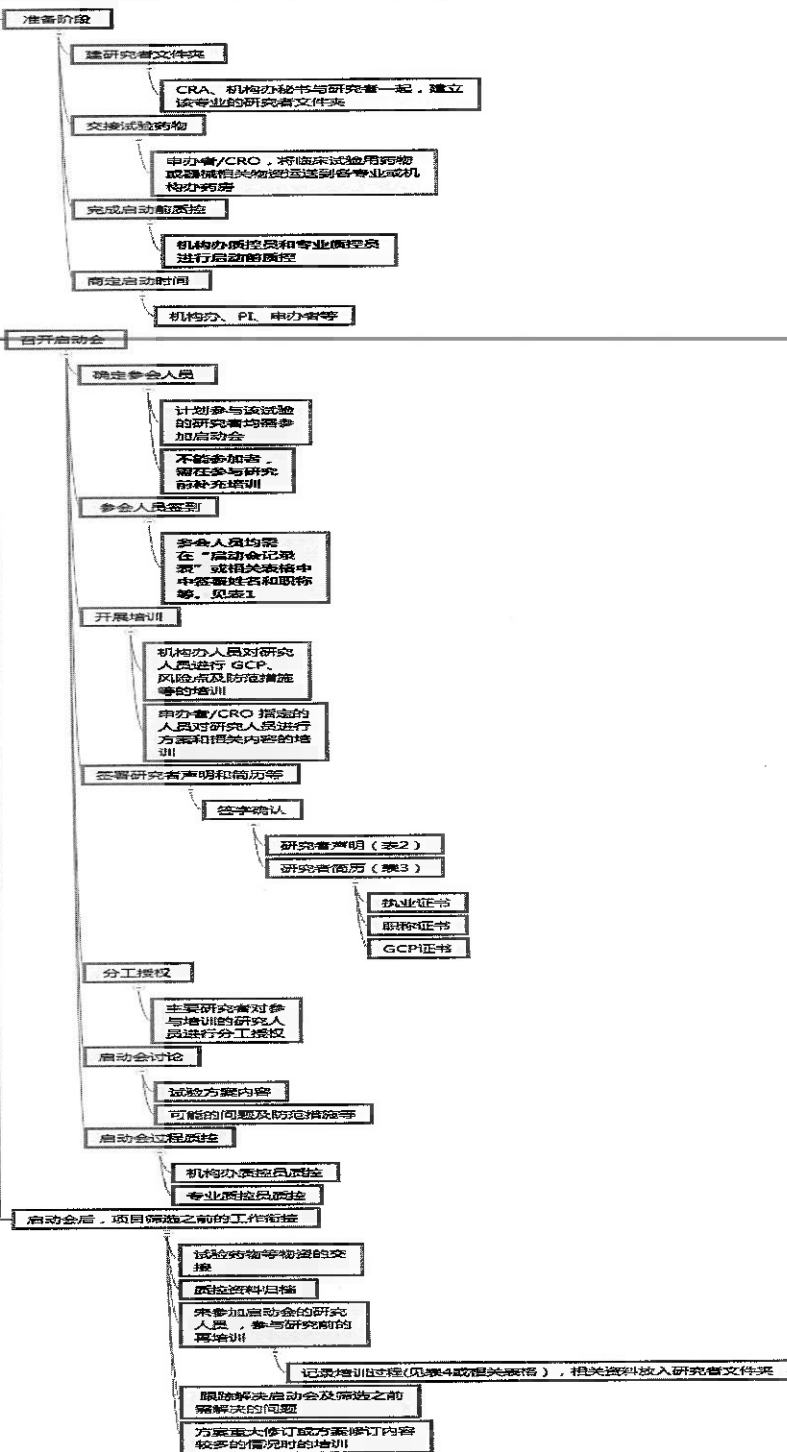 准备阶段
建研究者文件夹
CRA、机构办秘书与研究者一起，建立
该专业的研究者文件夹
交接试验药物
申办者/CRO，将临床试验用药物
或器械相关物资运送到各专业或机
构办药房
完成启动前质控
机构办质控员和专业质控员
进行启动前质控
商定启动时间
机构办、PI、申办者等
召开启动会
确定参会人员
计划参与该试验
的研究者均需参
加启动会
不能参加者，
需在参与研究
前补充培训
参会人员签到
参会人员均需
在“启动会记录
表”或相关表格中
中签署姓名和职称
等。见表1
开展培训
机构办人员对研究
人员进行 GCP、
风险点及防范措施
等的培训
申办者/CRO 指定的
人员对研究人员进行
方案和相关内容的培
训
签署研究者声明和简历等
签字确认
研究者声明（表2）
研究者简历（表3）
执业证书
职称证书
GCP证书
分工授权
主要研究者对参
与培训的研究人
员进行分工授权
启动会讨论
试验方案内容
可能的问题及防范措施等
启动会过程质控
机构办质控员质控
专业质控员质控
启动会后，项目筛选之前的工作衔接
试验药物等物资的交
接
质控资料归档
未参加启动会的研究
人员，参与研究前的
再培训
记录培训过程(见表4或相关表格），相关资料放入研究者文件夹
跟踪解决启动会及筛选之前
需解决的问题
方案重大修订或方案修订内容
较多的情况时的培训